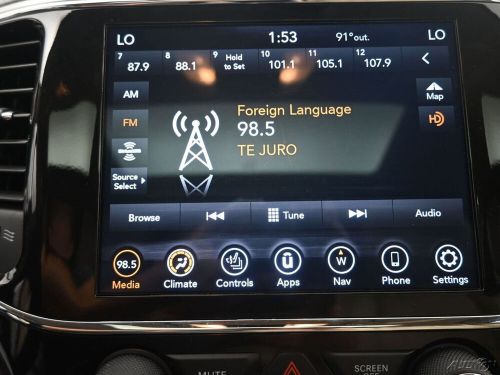 LO 1:53 91°out. LO
7 8 9 10 11 12
87.9 88.1 Hold to Set 101.1 105.1 107.9
AM
Map
FM
HD
Foreign Language
98.5
TE JURO
Source Select
Browse Tune Audio
98.5 W
Media Climate Controls Apps Nav Phone Settings
MUTE SCREEN OFF